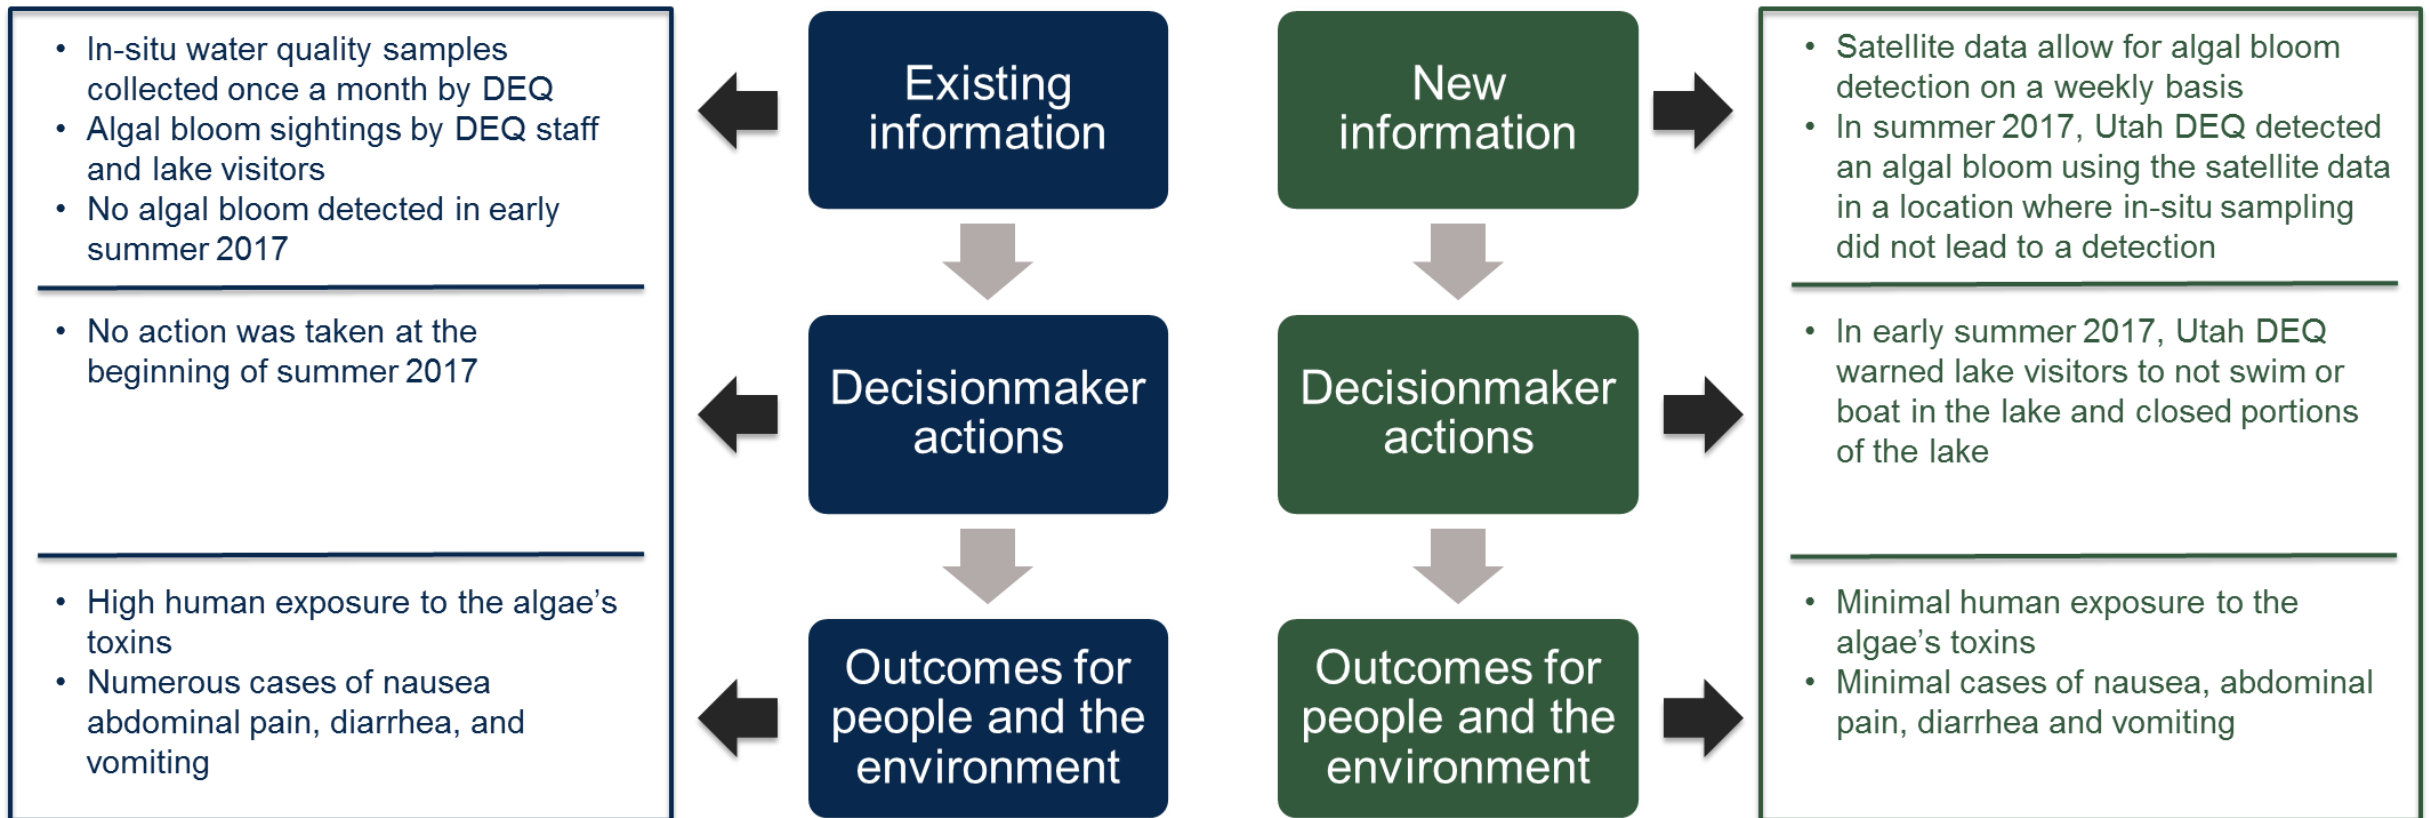 • In-situ water quality samples
collected once a month by DEQ
• Algal bloom sightings by DEQ staff
and lake visitors
• No algal bloom detected in early
summer 2017
• No action was taken at the
beginning of summer 2017
• High human exposure to the algae’s
toxins
• Numerous cases of nausea
abdominal pain, diarrhea, and
vomiting
Existing
information
Decisionmaker
actions
Outcomes for
people and the
environment
New
information
Decisionmaker
actions
Outcomes for
people and the
environment
• Satellite data allow for algal bloom
detection on a weekly basis
• In summer 2017, Utah DEQ detected
an algal bloom using the satellite data
in a location where in-situ sampling
did not lead to a detection
• In early summer 2017, Utah DEQ
warned lake visitors to not swim or
boat in the lake and closed portions
of the lake
• Minimal human exposure to the
algae’s toxins
• Minimal cases of nausea, abdominal
pain, diarrhea and vomiting